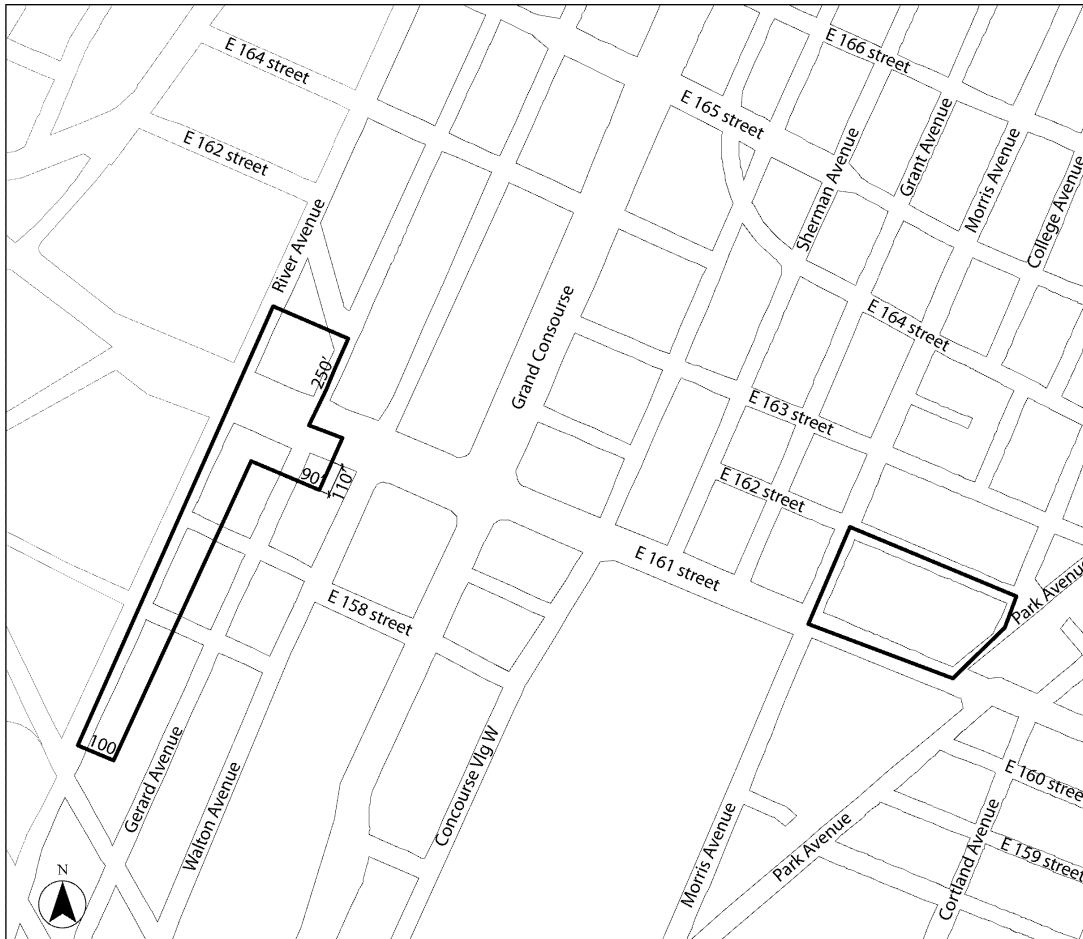 E 164 street
E 166 street
E 165 street
E 162 street
Grant Avenue
Morris Avenue
Sherman Avenue
College Avenue
River Avenue
Grand Consourse
E 164 street
250'
E 163 street
90'
110'
E 162 street
E 161 street
Park Avenue
E 158 street
100
Gerard Avenue
Walton Avenue
Concourse Vlg W
E 160 street
Morris Avenue
Park Avenue
Cortland Avenue
E 159 street
N